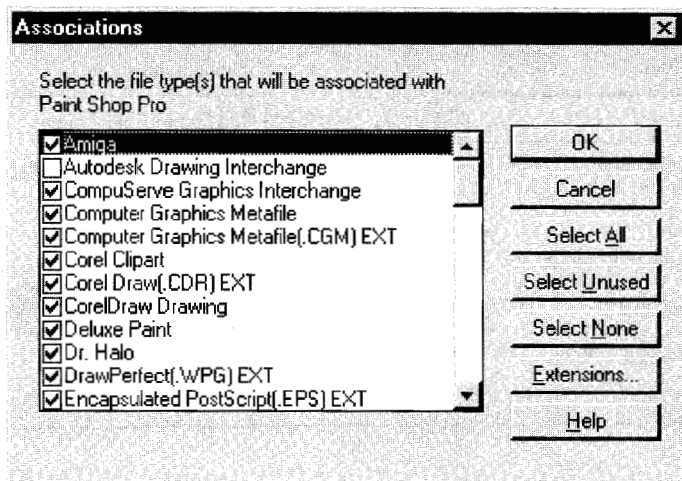 Associations
Select the file type(s) that will be associated with
Paint Shop Pro
Amiga
Autodesk Drawing Interchange
CompuServe Graphics Interchange
Computer Graphics Metafile
Computer Graphics Metafile(.CGM) EXT
Corel Clipart
Corel Draw(.CDR) EXT
CorelDraw Drawing
Deluxe Paint
Dr. Halo
DrawPerfect(.WPG) EXT
Encapsulated PostScript(.EPS) EXT
OK
Cancel
Select All
Select Unused
Select None
Extensions...
Help